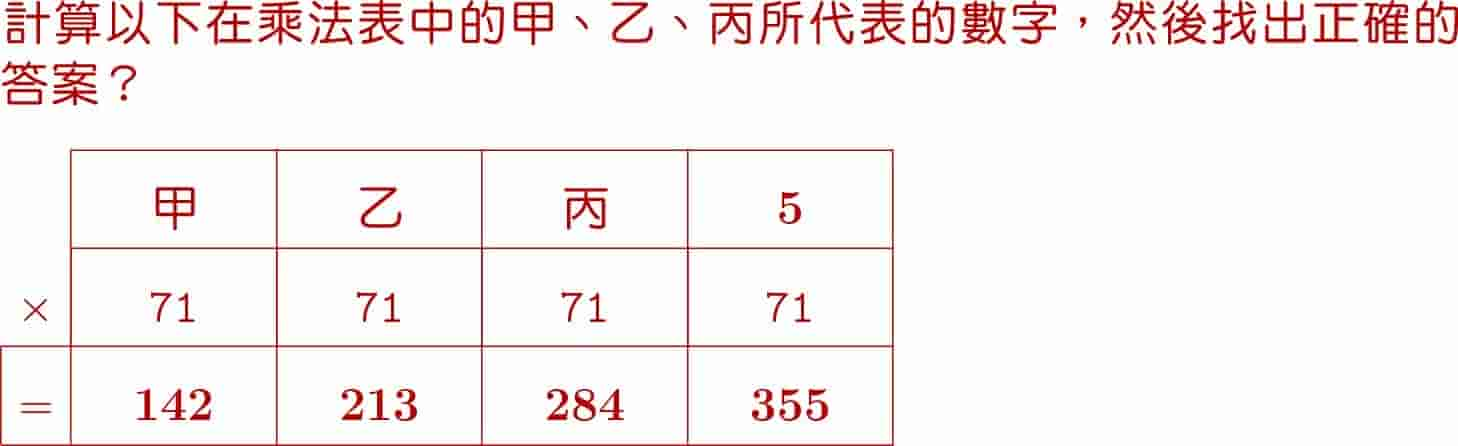 計算以下在乘法表中的甲、乙、丙所代表的數字，然後找出正確的
答案？
甲 乙 丙 5
× 71 71 71 71
= 142 213 284 355